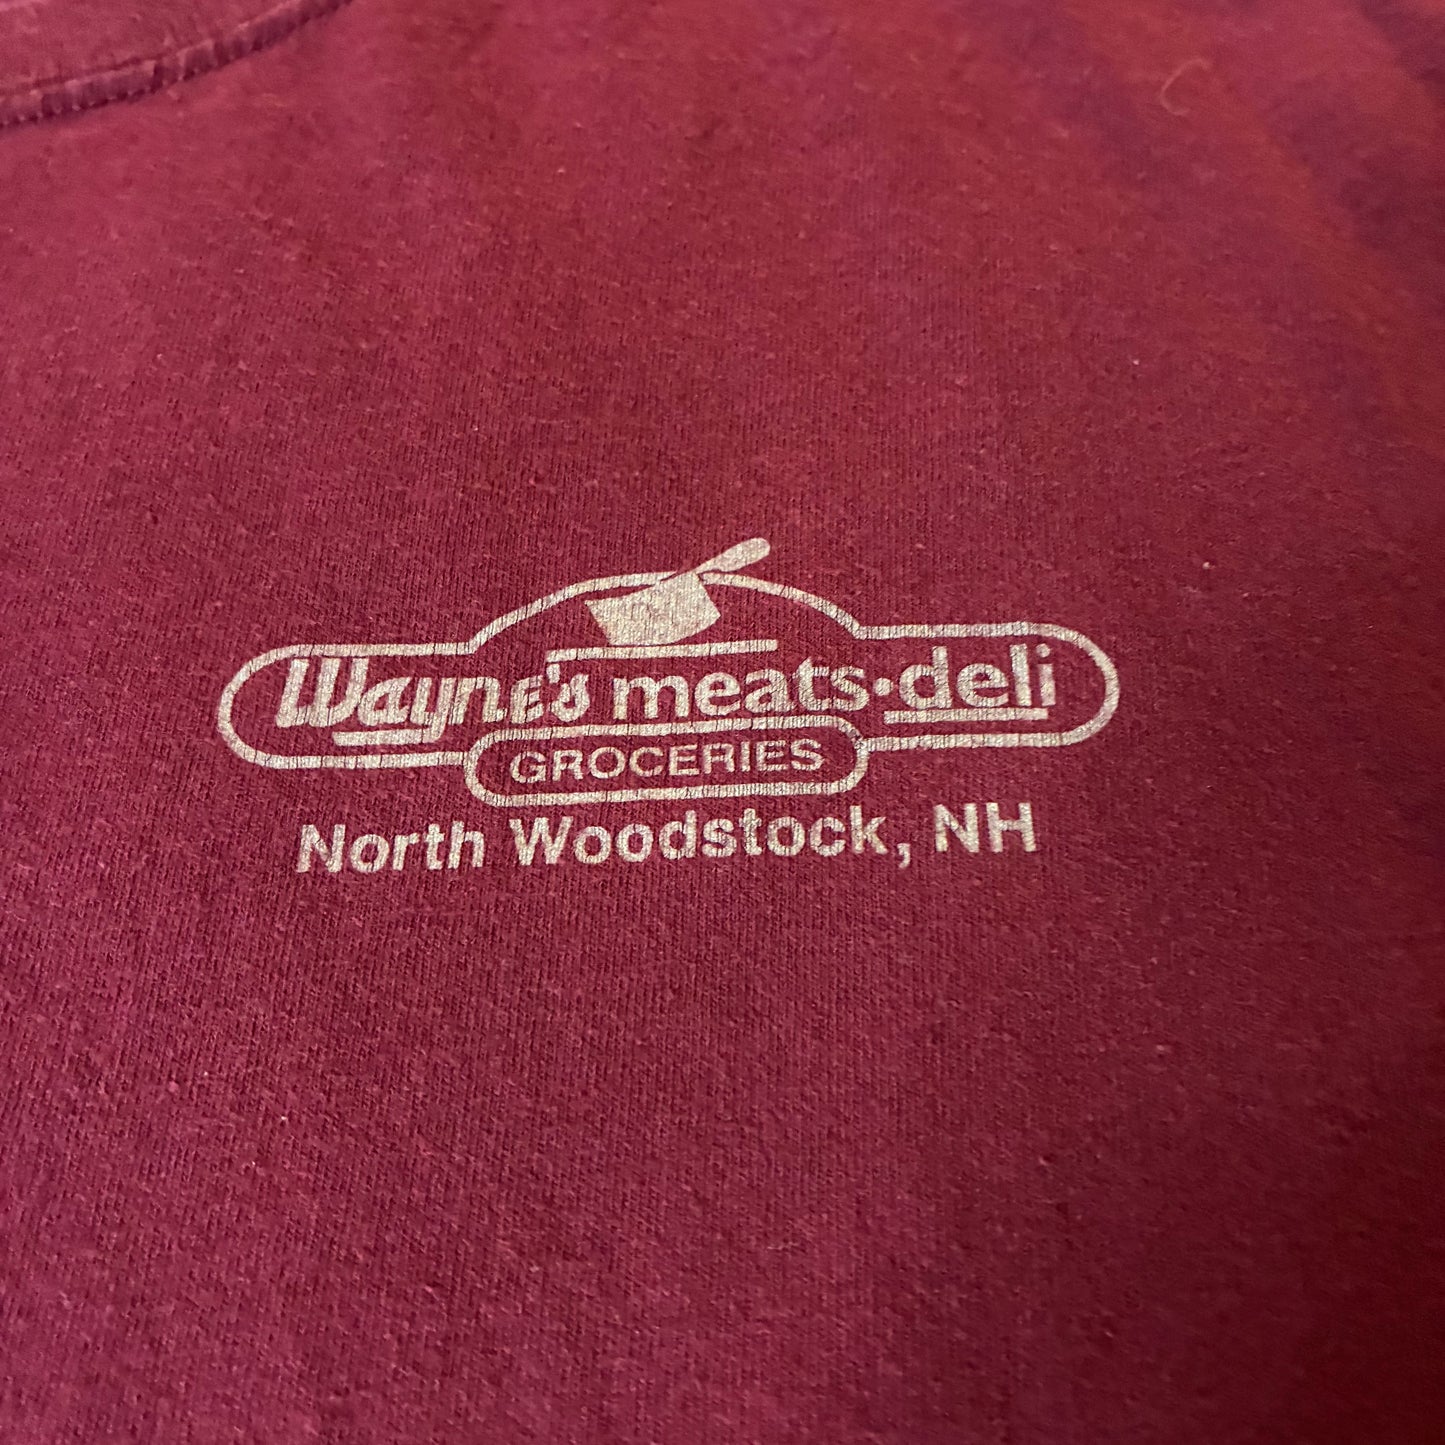 Wayne's meats•deli
GROCERIES
North Woodstock, NH